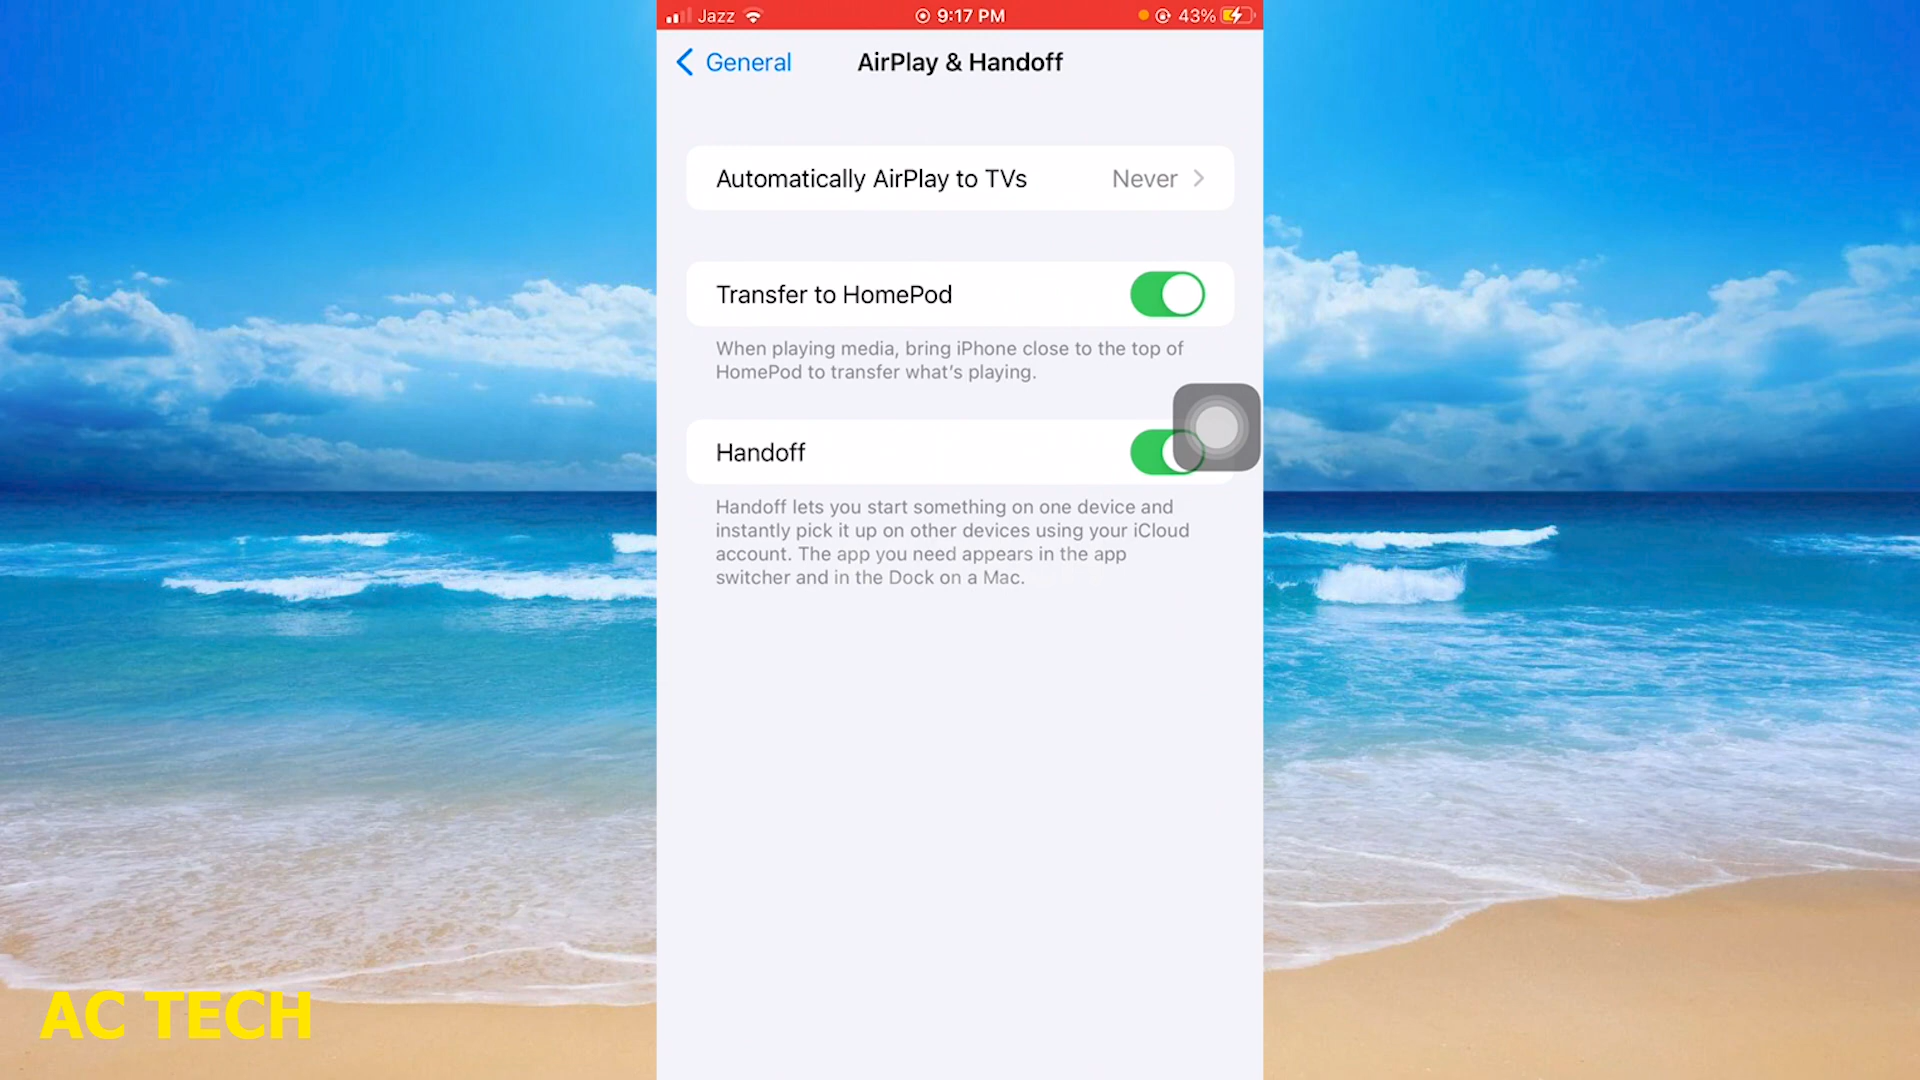 Jazz
9:17 PM
43%
General
AirPlay & Handoff
Automatically AirPlay to TVs Never
Transfer to HomePod
When playing media, bring iPhone close to the top of
HomePod to transfer what's playing.
Handoff
Handoff lets you start something on one device and
instantly pick it up on other devices using your iCloud
account. The app you need appears in the app
switcher and in the Dock on a Mac.
AC TECH